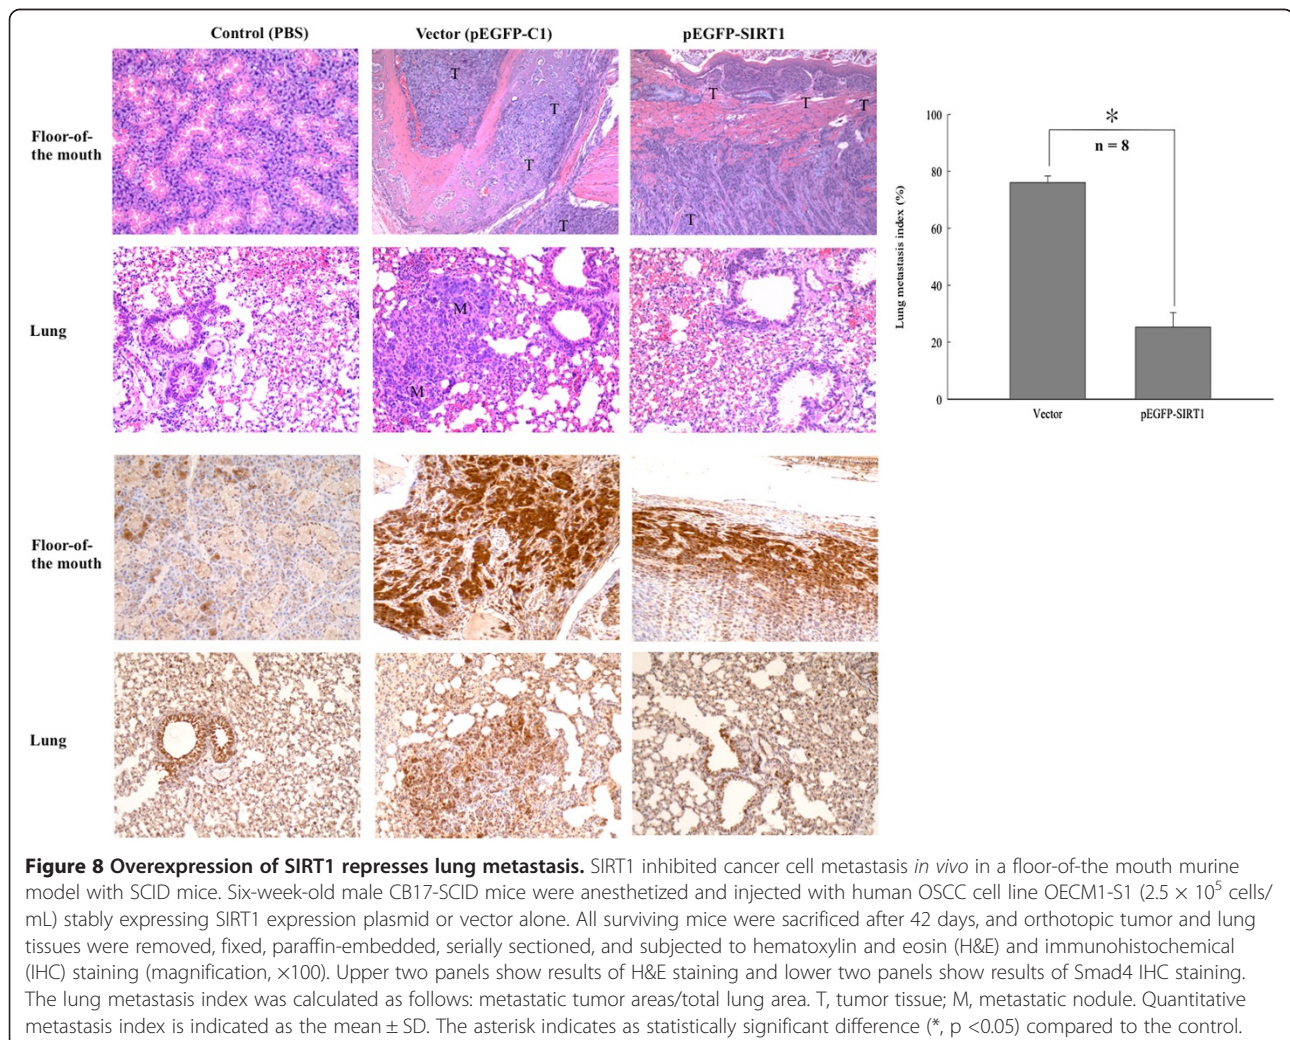 Control (PBS)
Vector (pEGFP-C1)
pEGFP-SIRT1
Floor-of-
the mouth
T
T
T
T
T
T
T
T
Lung
M
M
Floor-of-
the mouth
Lung
Lung metastasis index (%)
100
80
60
40
20
0
*
n = 8
Vector
pEGFP-SIRT1
Figure 8 Overexpression of SIRT1 represses lung metastasis. SIRT1 inhibited cancer cell metastasis in vivo in a floor-of-the mouth murine
model with SCID mice. Six-week-old male CB17-SCID mice were anesthetized and injected with human OSCC cell line OECM1-S1 (2.5 × 10⁵ cells/
mL) stably expressing SIRT1 expression plasmid or vector alone. All surviving mice were sacrificed after 42 days, and orthotopic tumor and lung
tissues were removed, fixed, paraffin-embedded, serially sectioned, and subjected to hematoxylin and eosin (H&E) and immunohistochemical
(IHC) staining (magnification, ×100). Upper two panels show results of H&E staining and lower two panels show results of Smad4 IHC staining.
The lung metastasis index was calculated as follows: metastatic tumor areas/total lung area. T, tumor tissue; M, metastatic nodule. Quantitative
metastasis index is indicated as the mean ± SD. The asterisk indicates as statistically significant difference (*, p <0.05) compared to the control.